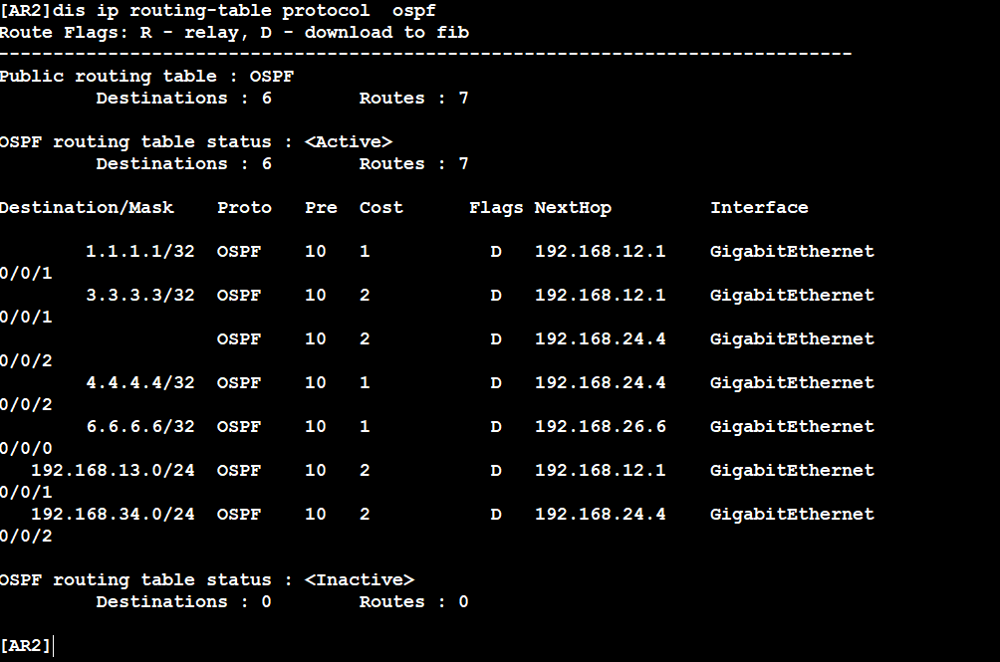 [AR2]dis ip routing-table protocol  ospf
Route Flags: R - relay, D - download to fib
------------------------------------------------------------------------------
Public routing table : OSPF
         Destinations : 6        Routes : 7

OSPF routing table status : <Active>
         Destinations : 6        Routes : 7

Destination/Mask    Proto   Pre  Cost      Flags NextHop         Interface

        1.1.1.1/32  OSPF    10   1           D   192.168.12.1    GigabitEthernet
0/0/1
        3.3.3.3/32  OSPF    10   2           D   192.168.12.1    GigabitEthernet
0/0/1
                    OSPF    10   2           D   192.168.24.4    GigabitEthernet
0/0/2
        4.4.4.4/32  OSPF    10   1           D   192.168.24.4    GigabitEthernet
0/0/2
        6.6.6.6/32  OSPF    10   1           D   192.168.26.6    GigabitEthernet
0/0/0
   192.168.13.0/24  OSPF    10   2           D   192.168.12.1    GigabitEthernet
0/0/1
   192.168.34.0/24  OSPF    10   2           D   192.168.24.4    GigabitEthernet
0/0/2

OSPF routing table status : <Inactive>
         Destinations : 0        Routes : 0

[AR2]